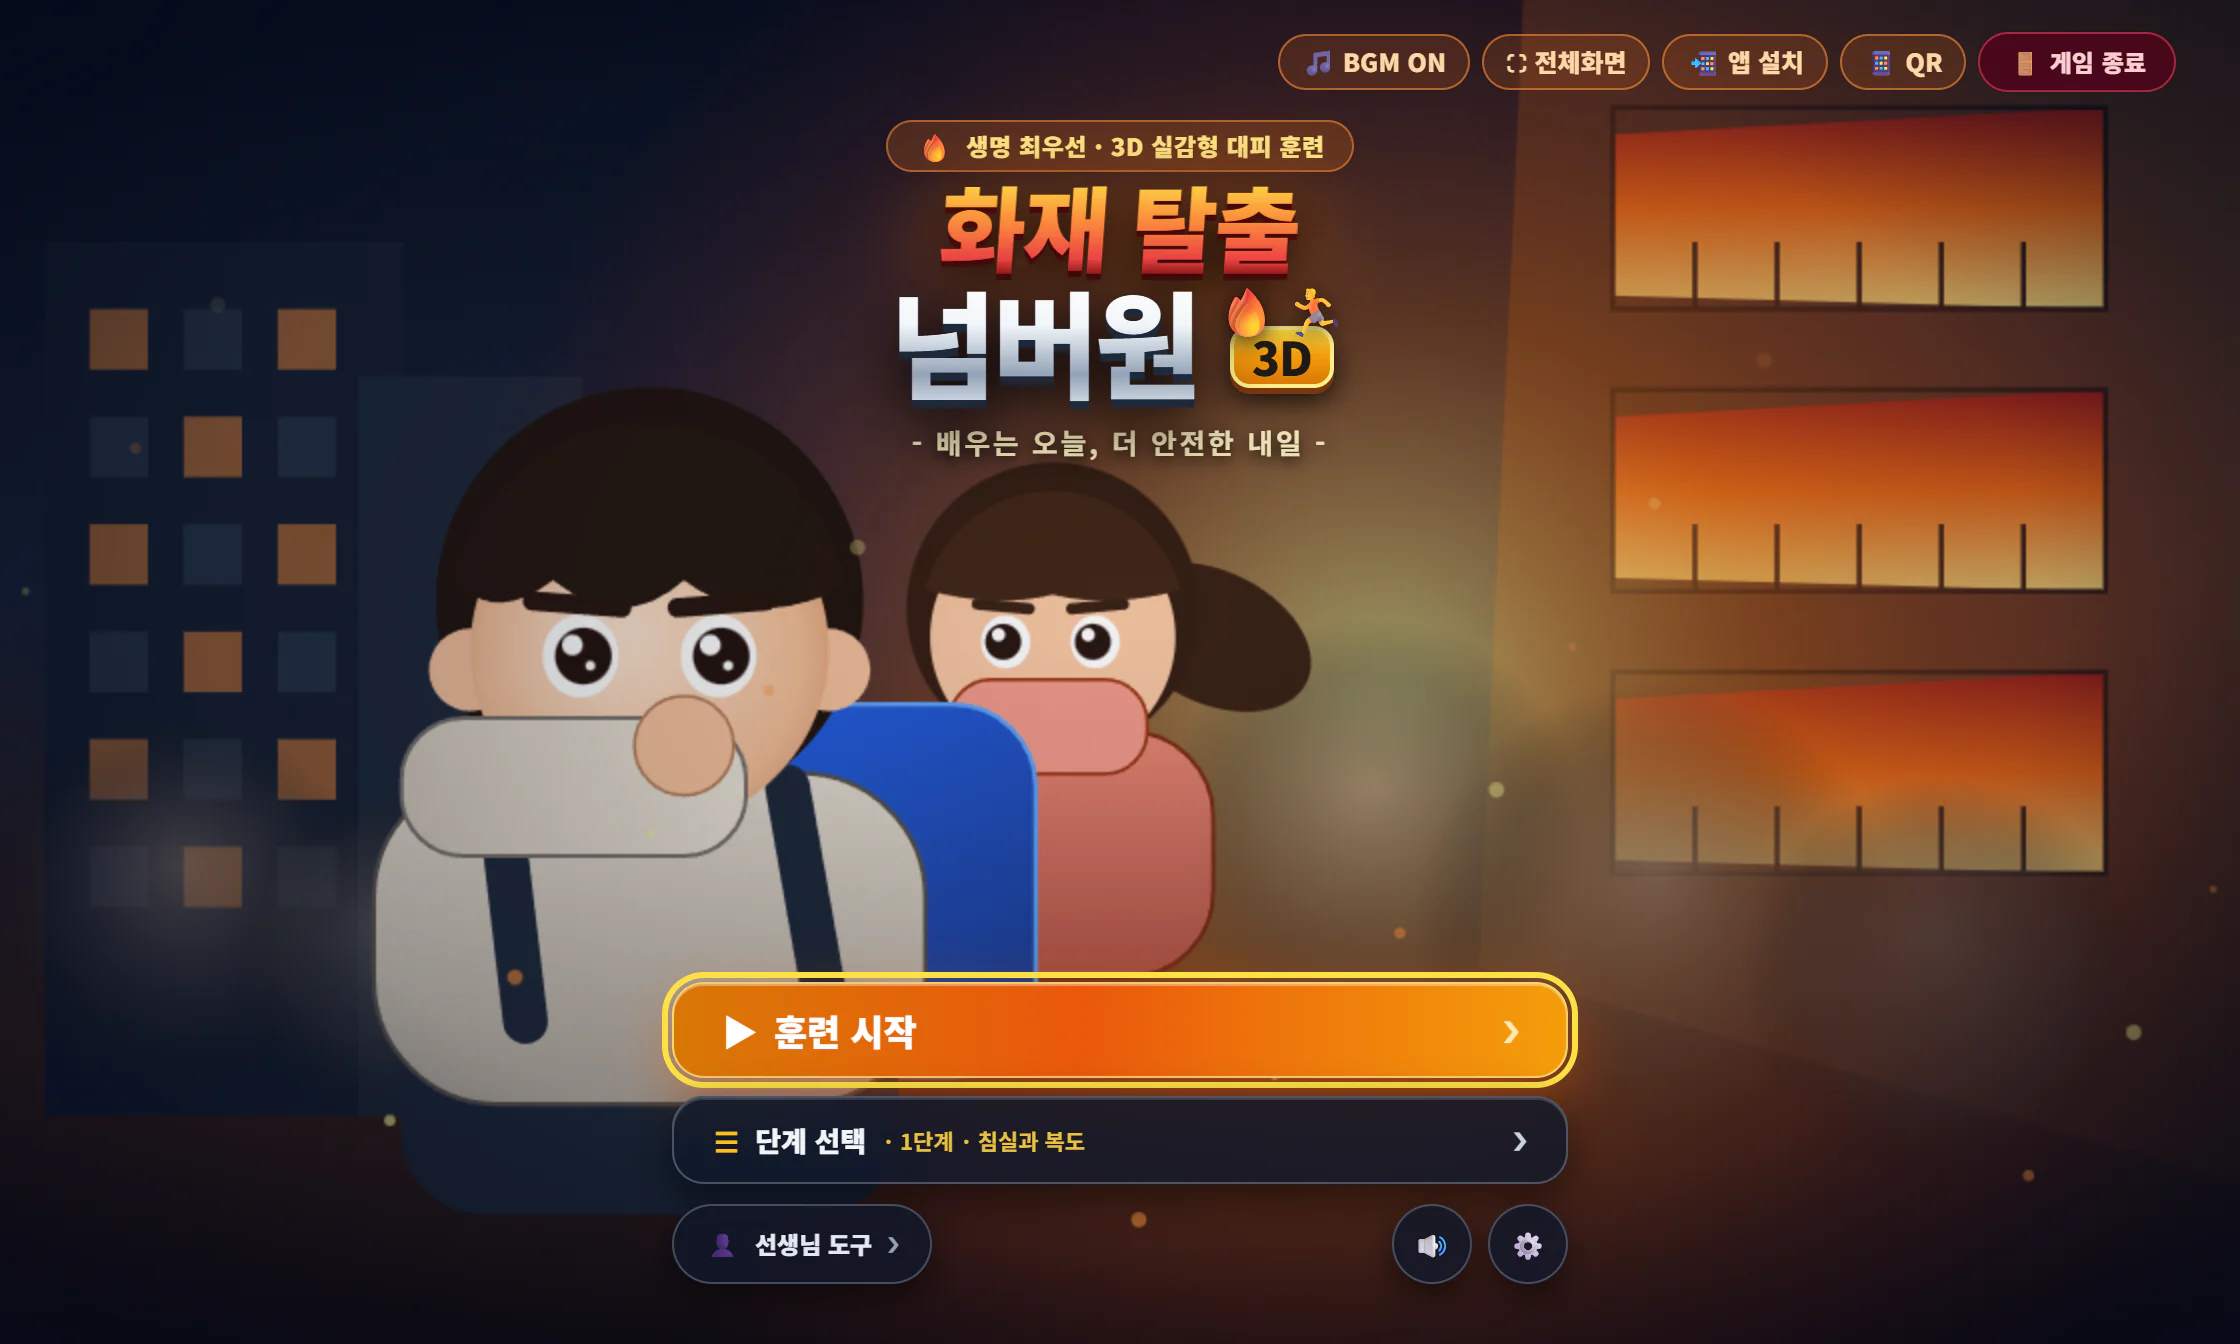 BGM ON
전체화면
앱 설치
QR
게임 종료
생명 최우선 · 3D 실감형 대피 훈련
화재 탈출
넘버원 3D
- 배우는 오늘, 더 안전한 내일 -
▶ 훈련 시작 ›
☰ 단계 선택 · 1단계 · 침실과 복도 ›
선생님 도구 ›